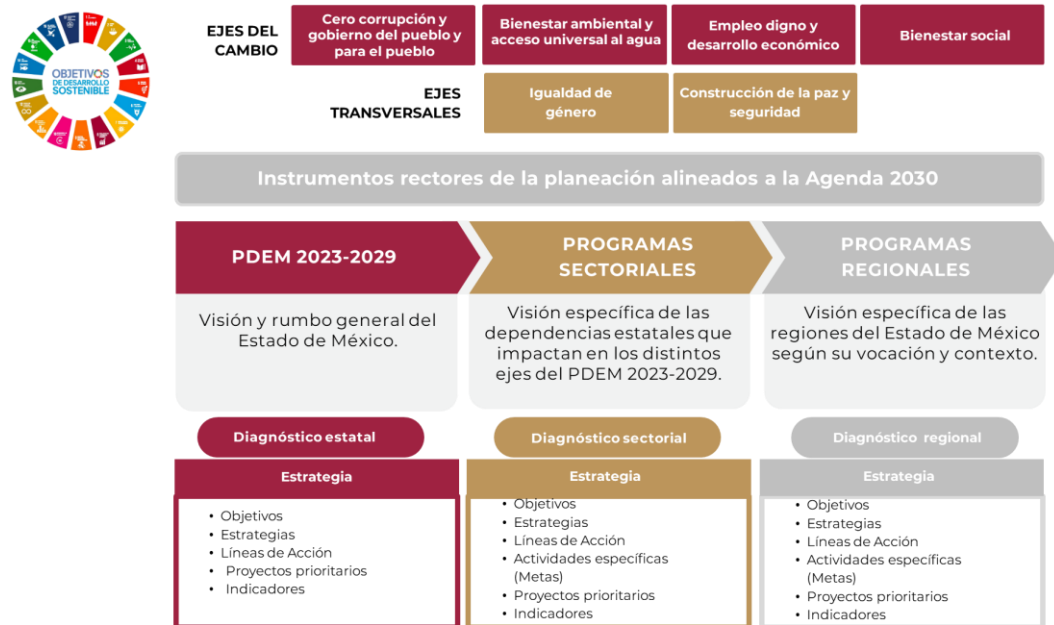 OBJETIVOS
DE DESARROLLO
SOSTENIBLE
EJES DEL
CAMBIO
Cero corrupción y
gobierno del pueblo y
para el pueblo
Bienestar ambiental y
acceso universal al agua
Empleo digno y
desarrollo económico
Bienestar social
EJES
TRANSVERSALES
Igualdad de
género
Construcción de la paz y
seguridad
Instrumentos rectores de la planeación alineados a la Agenda 2030
PDEM 2023-2029
PROGRAMAS
SECTORIALES
PROGRAMAS
REGIONALES
Visión y rumbo general del
Estado de México.
Visión específica de las
dependencias estatales que
impactan en los distintos
ejes del PDEM 2023-2029.
Visión específica de las
regiones del Estado de México
según su vocación y contexto.
Diagnóstico estatal
Diagnóstico sectorial
Diagnóstico regional
Estrategia
Estrategia
Estrategia
• Objetivos
• Estrategias
• Líneas de Acción
• Proyectos prioritarios
• Indicadores
• Objetivos
• Estrategias
• Líneas de Acción
• Actividades específicas
(Metas)
• Proyectos prioritarios
• Indicadores
• Objetivos
• Estrategias
• Líneas de Acción
• Actividades específicas
(Metas)
• Proyectos prioritarios
• Indicadores